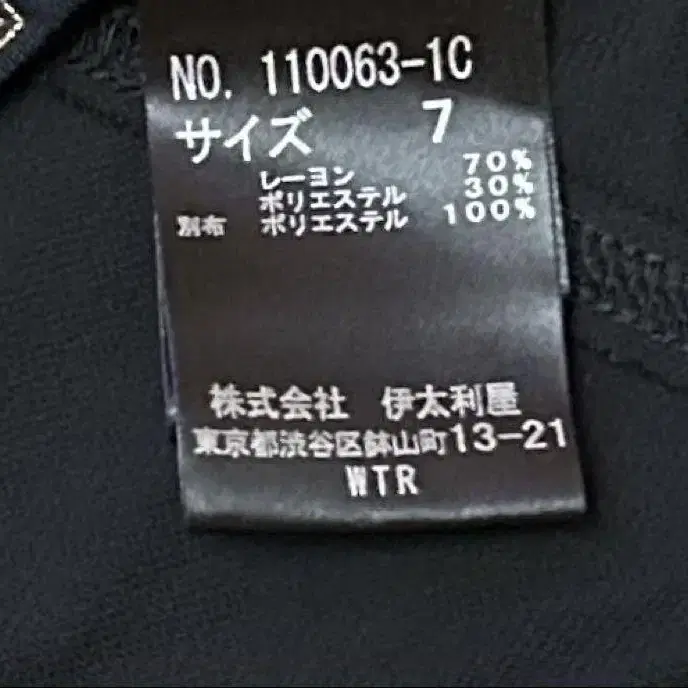 NO. 110063-1C
サイズ 7
レーヨン 70%
ポリエステル 30%
別布 ポリエステル 100%
株式会社 伊太利屋
東京都渋谷区鉢山町13-21
WTR